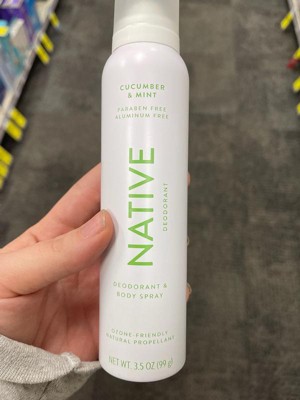 CUCUMBER
& MINT
PARABEN FREE
ALUMINUM FREE
NATIVE
DEODORANT
DEODORANT &
BODY SPRAY
OZONE-FRIENDLY
NATURAL PROPELLANT
NET WT. 3.5 OZ (99 g)